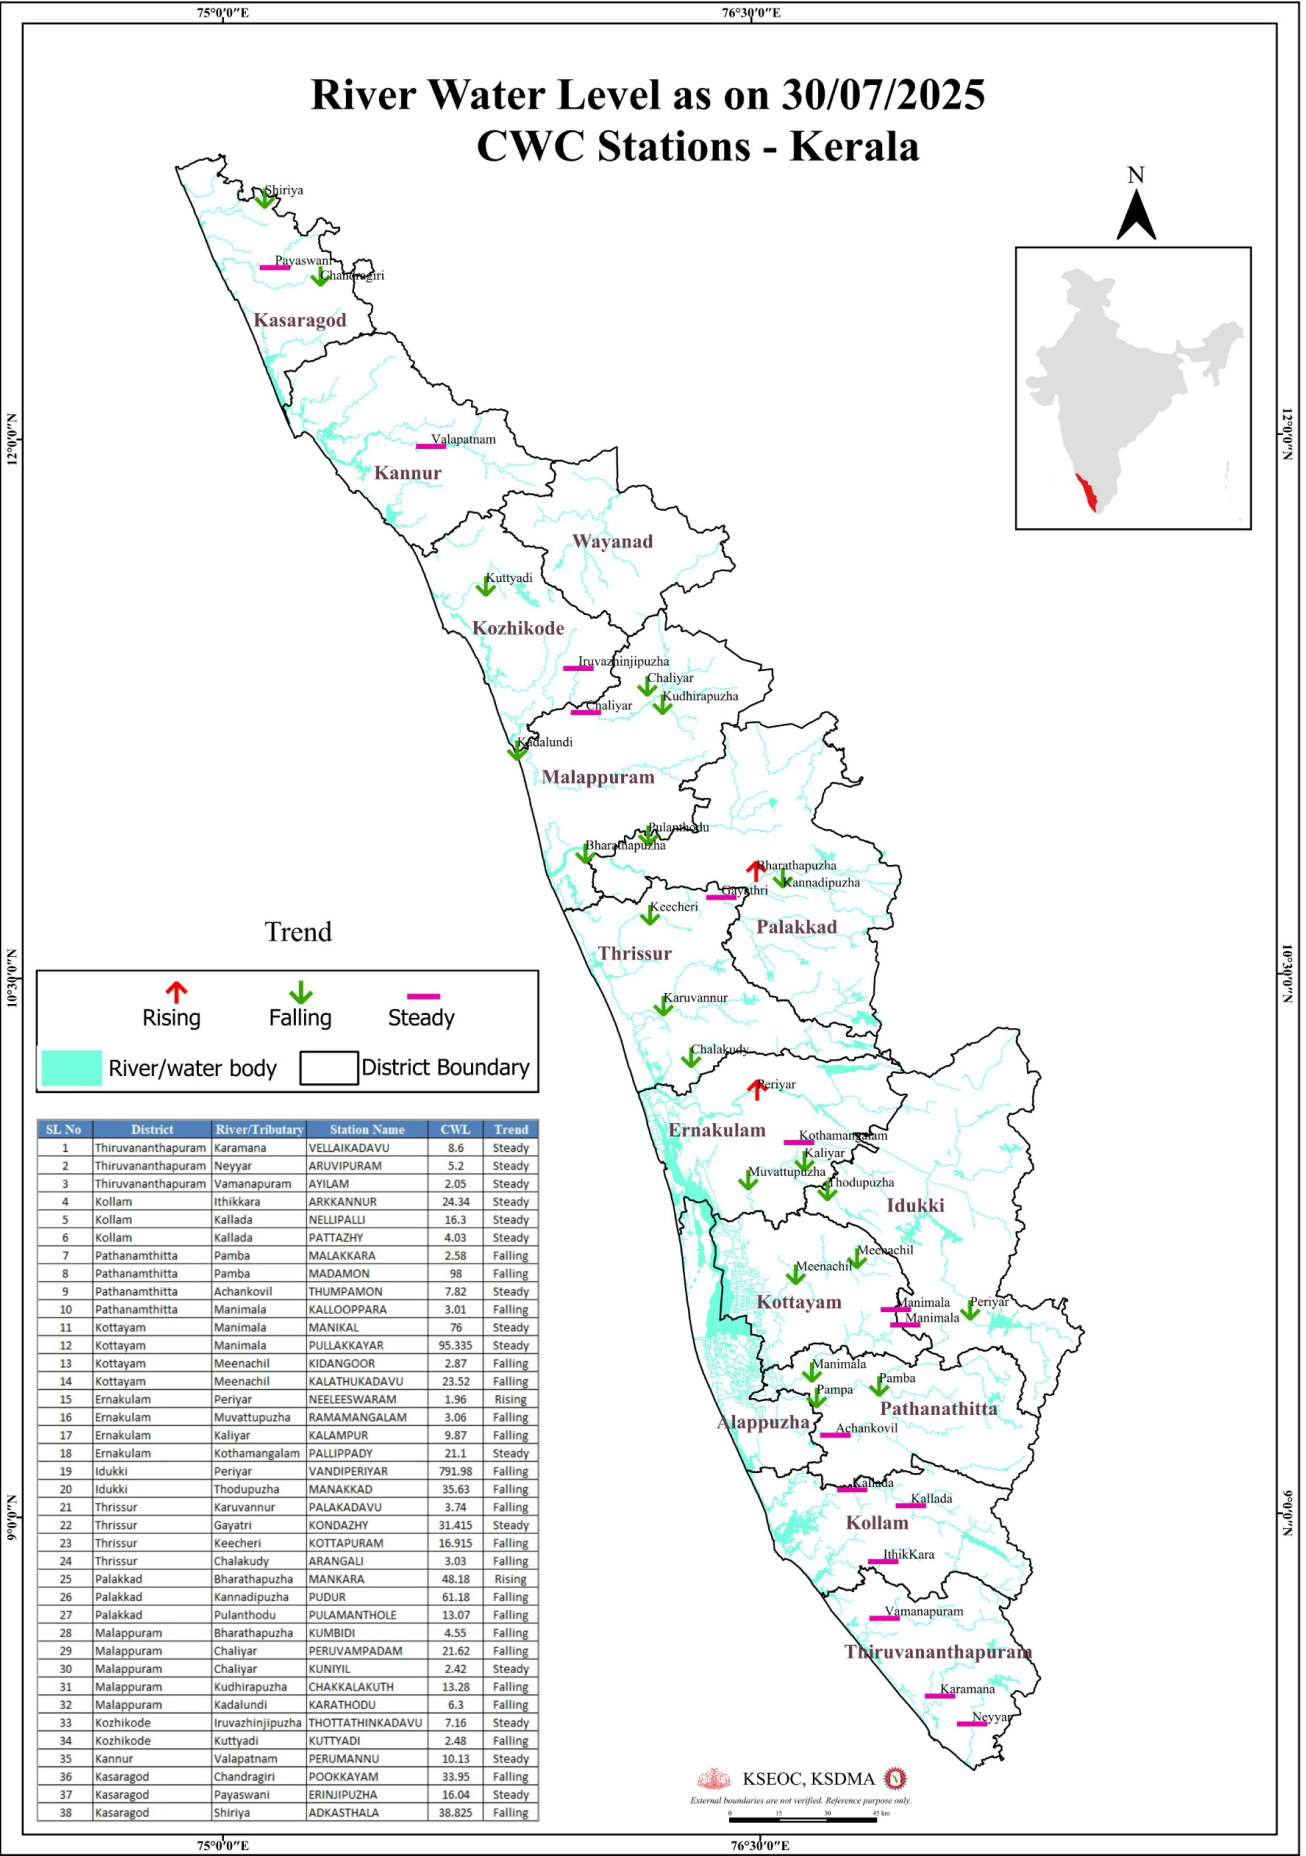 75°0'0"E 76°30'0"E
River Water Level as on 30/07/2025
CWC Stations - Kerala
N
Shiriya
Payaswani
Chandragiri
Kasaragod
12°0'0"N 12°0'0"N
Valapatnam
Kannur
Wayanad
Kuttyadi
Kozhikode
Iruvazhinjipuzha
Chaliyar
Kudhirapuzha
Chaliyar
Kadalundi
Malappuram
Pulanthodu
Bharathapuzha
Bharathapuzha
Kannadipuzha
Gayathri
Keecheri
Palakkad
Thrissur
10°30'0"N 10°30'0"N
Karuvannur
Chalakudy
Periyar
Ernakulam
Kothamangalam
Kaliyar
Muvattupuzha
Thodupuzha
Idukki
Meenachil
Meenachil
Kottayam
Manimala
Periyar
Manimala
Manimala
Pamba
Pampa
Pathanathitta
Alappuzha
Achankovil
Kallada
Kallada
Kollam
IthikKara
9°0'0"N 9°0'0"N
Vamanapuram
Thiruvananthapuram
Karamana
Neyyar
Trend
Rising Falling Steady
River/water body District Boundary
SL No District River/Tributary Station Name CWL Trend
1 Thiruvananthapuram Karamana VELLAIKADAVU 8.6 Steady
2 Thiruvananthapuram Neyyar ARUVIPURAM 5.2 Steady
3 Thiruvananthapuram Vamanapuram AYILAM 2.05 Steady
4 Kollam Ithikkara ARKKANNUR 24.34 Steady
5 Kollam Kallada NELLIPALLI 16.3 Steady
6 Kollam Kallada PATTAZHY 4.03 Steady
7 Pathanamthitta Pamba MALAKKARA 2.58 Falling
8 Pathanamthitta Pamba MADAMON 98 Falling
9 Pathanamthitta Achankovil THUMPAMON 7.82 Steady
10 Pathanamthitta Manimala KALLOOPPARA 3.01 Falling
11 Kottayam Manimala MANIKAL 76 Steady
12 Kottayam Manimala PULLAKKAYAR 95.335 Steady
13 Kottayam Meenachil KIDANGOOR 2.87 Falling
14 Kottayam Meenachil KALATHUKADAVU 23.52 Falling
15 Ernakulam Periyar NEELEESWARAM 1.96 Rising
16 Ernakulam Muvattupuzha RAMAMANGALAM 3.06 Falling
17 Ernakulam Kaliyar KALAMPUR 9.87 Falling
18 Ernakulam Kothamangalam PALLIPPADY 21.1 Steady
19 Idukki Periyar VANDIPERIYAR 791.98 Falling
20 Idukki Thodupuzha MANAKKAD 35.63 Falling
21 Thrissur Karuvannur PALAKADAVU 3.74 Falling
22 Thrissur Gayatri KONDAZHY 31.415 Steady
23 Thrissur Keecheri KOTTAPURAM 16.915 Falling
24 Thrissur Chalakudy ARANGALI 3.03 Falling
25 Palakkad Bharathapuzha MANKARA 48.18 Rising
26 Palakkad Kannadipuzha PUDUR 61.18 Falling
27 Palakkad Pulanthodu PULAMANTHOLE 13.07 Falling
28 Malappuram Bharathapuzha KUMBIDI 4.55 Falling
29 Malappuram Chaliyar PERUVAMPADAM 21.62 Falling
30 Malappuram Chaliyar KUNIYIL 2.42 Steady
31 Malappuram Kudhirapuzha CHAKKALAKUTH 13.28 Falling
32 Malappuram Kadalundi KARATHODU 6.3 Falling
33 Kozhikode Iruvazhinjipuzha THOTTATHINKADAVU 7.16 Steady
34 Kozhikode Kuttyadi KUTTYADI 2.48 Falling
35 Kannur Valapatnam PERUMANNU 10.13 Steady
36 Kasaragod Chandragiri POOKKAYAM 33.95 Falling
37 Kasaragod Payaswani ERINJIPUZHA 16.04 Steady
38 Kasaragod Shiriya ADKASTHALA 38.825 Falling
KSEOC, KSDMA
External boundaries are not verified. Reference purpose only.
0 15 30 45 km
75°0'0"E 76°30'0"E